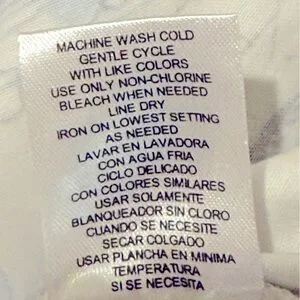 MACHINE WASH COLD
GENTLE CYCLE
WITH LIKE COLORS
USE ONLY NON-CHLORINE
BLEACH WHEN NEEDED
LINE DRY
IRON ON LOWEST SETTING
AS NEEDED
LAVAR EN LAVADORA
CON AGUA FRIA
CICLO DELICADO
CON COLORES SIMILARES
USAR SOLAMENTE
BLANQUEADOR SIN CLORO
CUANDO SE NECESITE
SECAR COLGADO
USAR PLANCHA EN MINIMA
TEMPERATURA
SI SE NECESITA